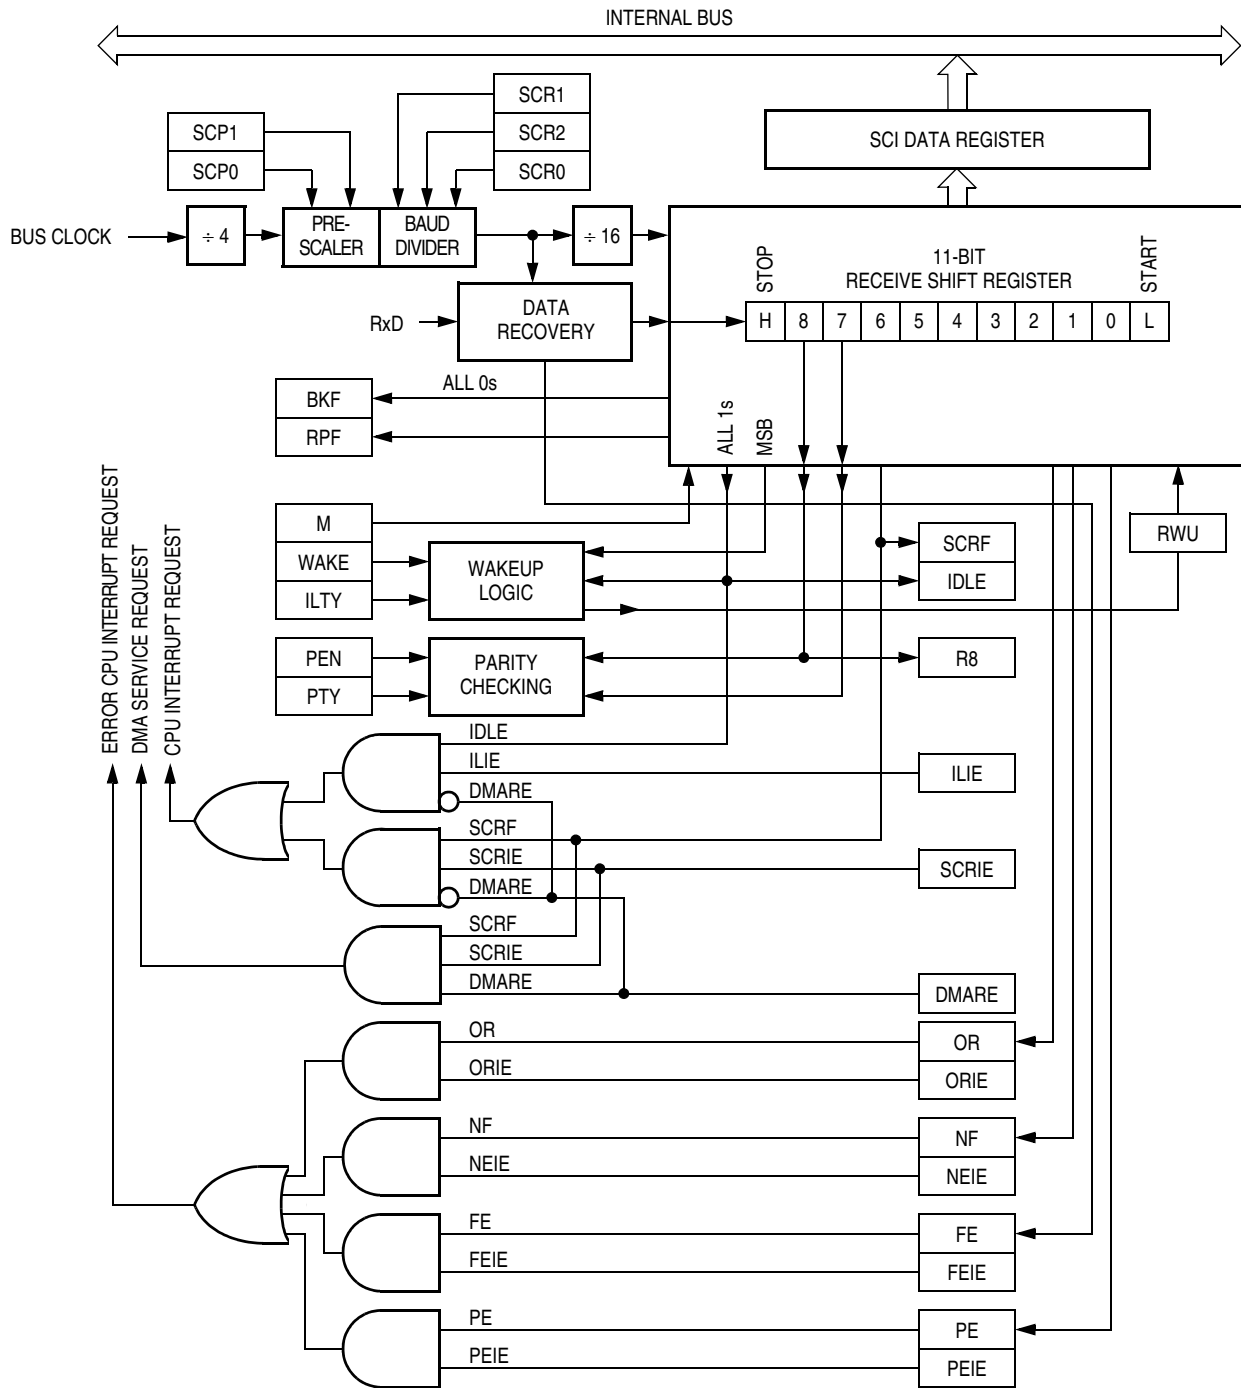 INTERNAL BUS
SCR1
SCP1
SCR2
SCI DATA REGISTER
SCP0
SCR0
BUS CLOCK
÷ 4
PRE-
SCALER
BAUD
DIVIDER
÷ 16
STOP
11-BIT
RECEIVE SHIFT REGISTER
START
RxD
DATA
RECOVERY
H 8 7 6 5 4 3 2 1 0 L
BKF
ALL 0s
RPF
ALL 1s
MSB
ERROR CPU INTERRUPT REQUEST
DMA SERVICE REQUEST
CPU INTERRUPT REQUEST
M
WAKE
ILTY
WAKEUP
LOGIC
SCRF
IDLE
RWU
PEN
PTY
PARITY
CHECKING
R8
IDLE
ILIE
ILIE
DMARE
SCRF
SCRIE
SCRIE
DMARE
SCRF
SCRIE
DMARE
DMARE
OR
OR
ORIE
ORIE
NF
NF
NEIE
NEIE
FE
FE
FEIE
FEIE
PE
PE
PEIE
PEIE